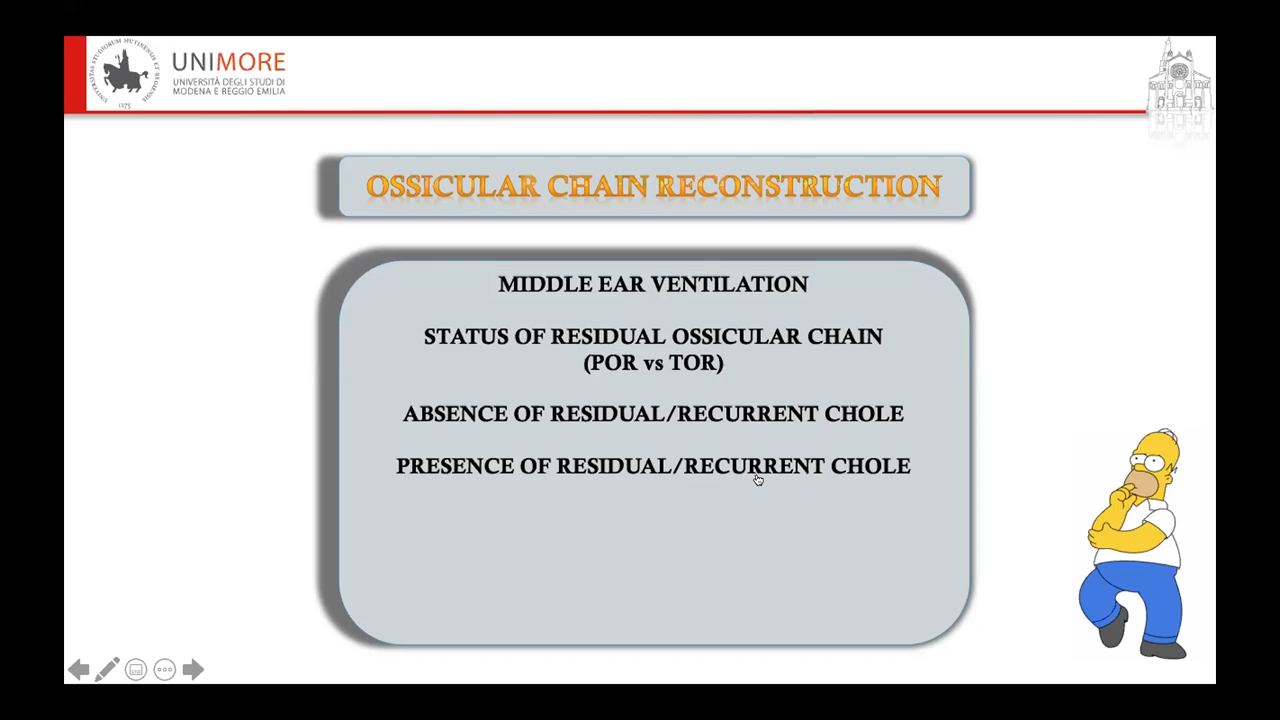 UNIMORE
UNIVERSITÀ DEGLI STUDI DI
MODENA E REGGIO EMILIA
1175
OSSICULAR CHAIN RECONSTRUCTION
MIDDLE EAR VENTILATION
STATUS OF RESIDUAL OSSICULAR CHAIN
(POR vs TOR)
ABSENCE OF RESIDUAL/RECURRENT CHOLE
PRESENCE OF RESIDUAL/RECURRENT CHOLE